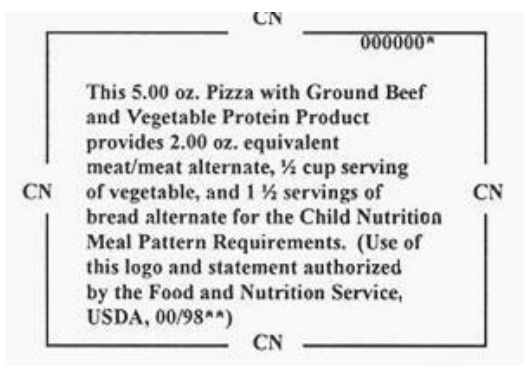 CN
000000*
This 5.00 oz. Pizza with Ground Beef
and Vegetable Protein Product
provides 2.00 oz. equivalent
meat/meat alternate, ½ cup serving
CN of vegetable, and 1 ½ servings of CN
bread alternate for the Child Nutrition
Meal Pattern Requirements. (Use of
this logo and statement authorized
by the Food and Nutrition Service,
USDA, 00/98**)
CN